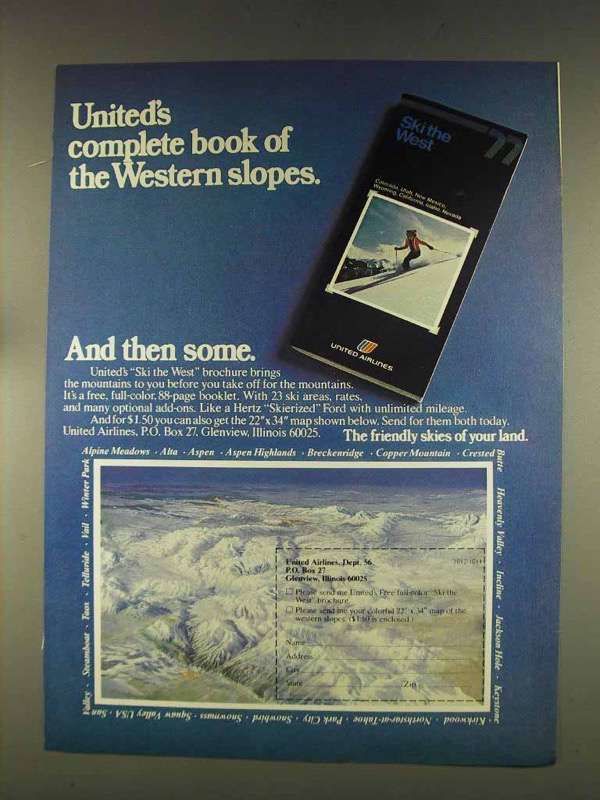 United's
complete book of
the Western slopes.
Ski the
West
77
Colorado, Utah, New Mexico,
Wyoming, California, Idaho, Nevada
UNITED AIRLINES
And then some.
United's "Ski the West" brochure brings
the mountains to you before you take off for the mountains.
It's a free, full-color, 88-page booklet. With 23 ski areas, rates,
and many optional add-ons. Like a Hertz "Skierized" Ford with unlimited mileage.
And for $1.50 you can also get the 22"x34" map shown below. Send for them both today.
United Airlines, P.O. Box 27, Glenview, Illinois 60025.
The friendly skies of your land.
Alpine Meadows · Alta · Aspen · Aspen Highlands · Breckenridge · Copper Mountain · Crested
Butte · Heavenly Valley · Incline · Jackson Hole · Keystone
Kirkwood · Northstar-at-Tahoe · Park City · Snowbird · Snowmass · Squaw Valley USA · Sun
Valley · Steamboat · Taos · Telluride · Vail · Winter Park
United Airlines, Dept. 56
P.O. Box 27
Glenview, Illinois 60025
Please send me United's Free full-color "Ski the
West" brochure.
Please send me your colorful 22" x 34" map of the
western slopes. ($1.50 is enclosed.)
Name
Address
City
State Zip